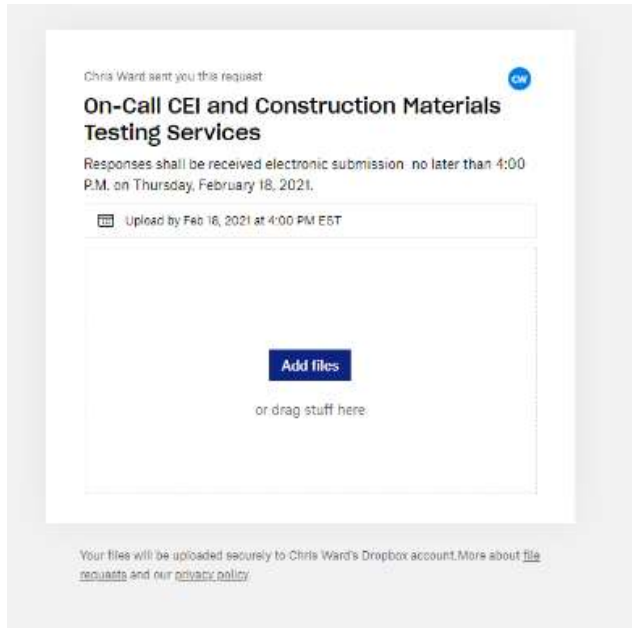 Chris Ward sent you this request
CW
On-Call CEI and Construction Materials
Testing Services
Responses shall be received electronic submission no later than 4:00
P.M. on Thursday, February 18, 2021.
Upload by Feb 18, 2021 at 4:00 PM EST
Add files
or drag stuff here
Your files will be uploaded securely to Chris Ward's Dropbox account.More about file
requests and our privacy policy